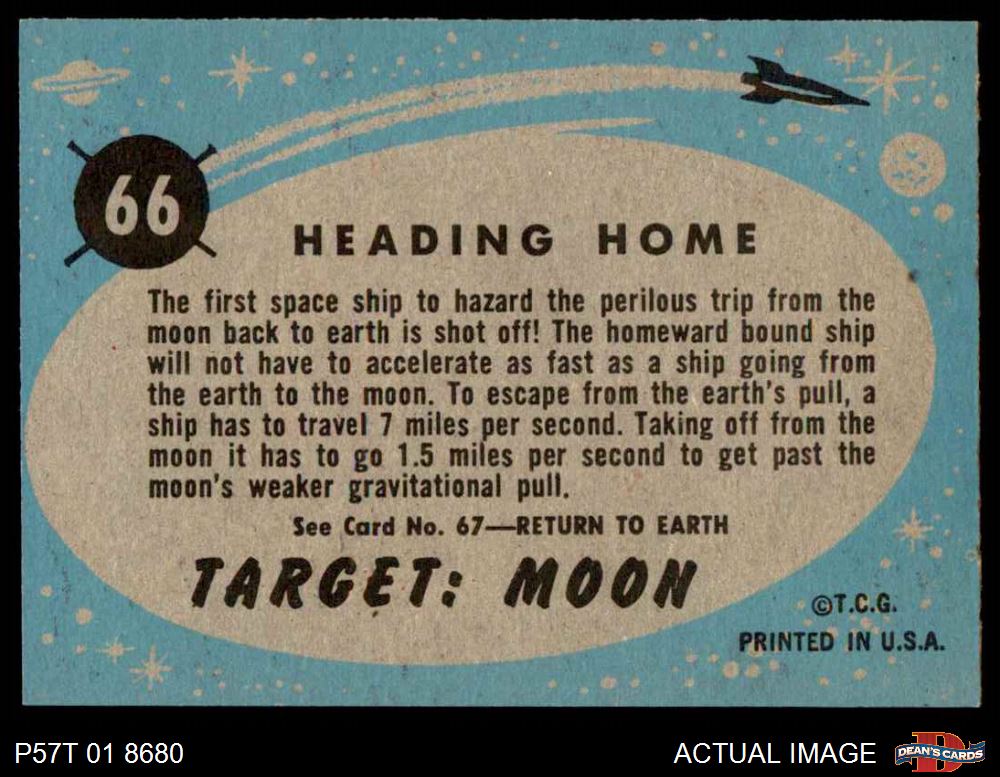 66
HEADING HOME
The first space ship to hazard the perilous trip from the
moon back to earth is shot off! The homeward bound ship
will not have to accelerate as fast as a ship going from
the earth to the moon. To escape from the earth's pull, a
ship has to travel 7 miles per second. Taking off from the
moon it has to go 1.5 miles per second to get past the
moon's weaker gravitational pull.
See Card No. 67—RETURN TO EARTH
TARGET: MOON
©T.C.G.
PRINTED IN U.S.A.
P57T 01 8680
ACTUAL IMAGE
D
DEAN'S CARDS